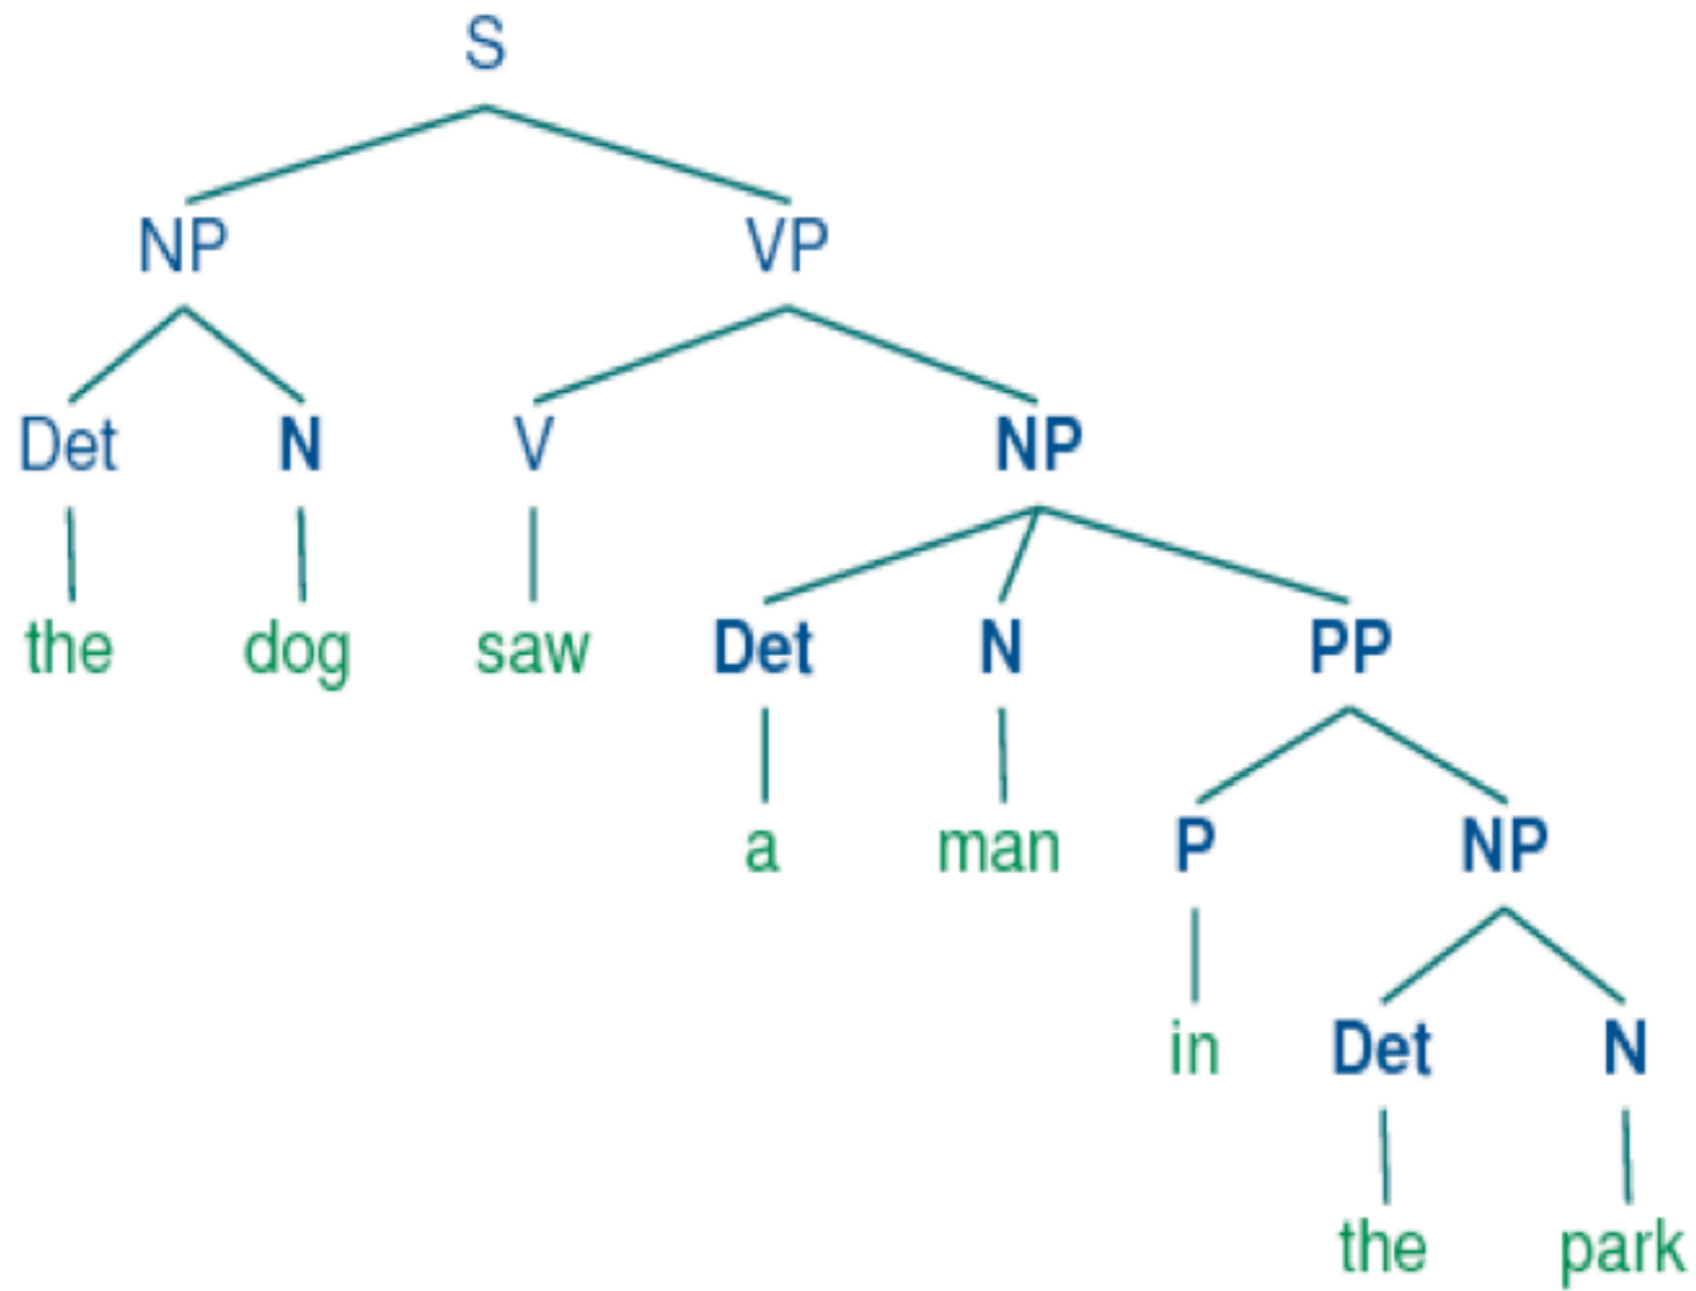 S
NP VP
Det N V NP
the dog saw Det N PP
a man P NP
in Det N
the park